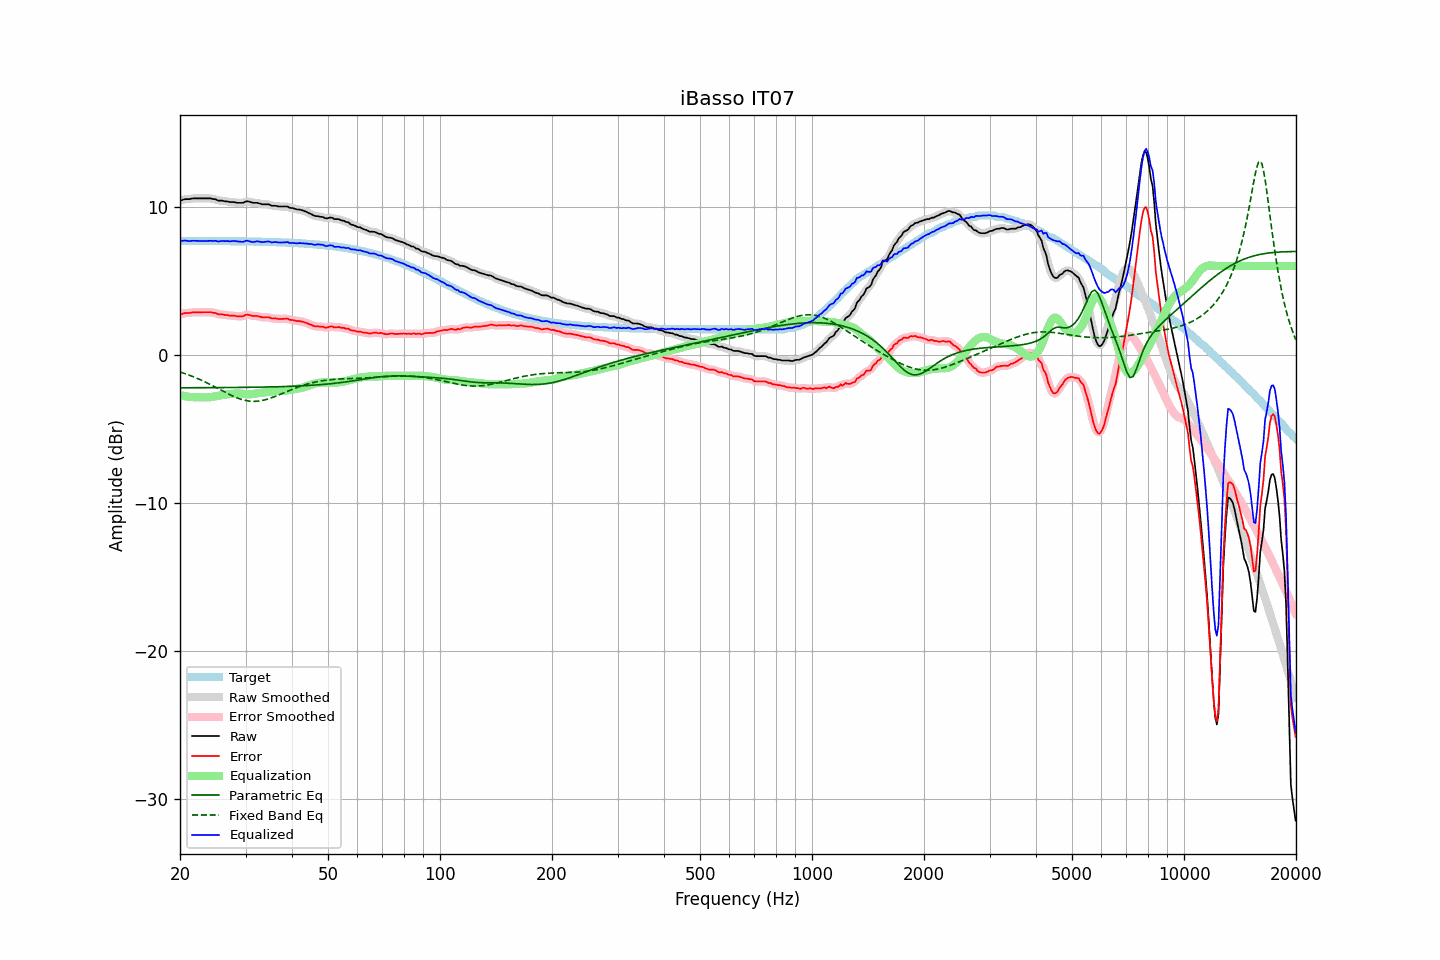 iBasso IT07
Amplitude (dBr)
10
0
−10
−20
−30
Target
Raw Smoothed
Error Smoothed
Raw
Error
Equalization
Parametric Eq
Fixed Band Eq
Equalized
20 50 100 200 500 1000 2000 5000 10000 20000
Frequency (Hz)